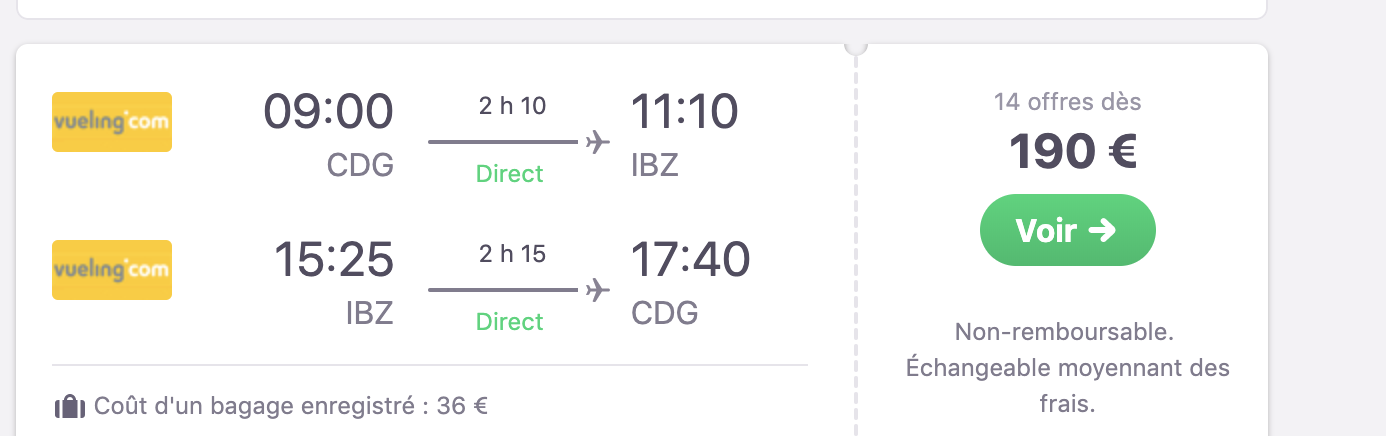 vueling.com
09:00
2 h 10
11:10
CDG
Direct
IBZ
vueling.com
15:25
2 h 15
17:40
IBZ
Direct
CDG
Coût d'un bagage enregistré : 36 €
14 offres dès
190 €
Voir →
Non-remboursable.
Échangeable moyennant des
frais.